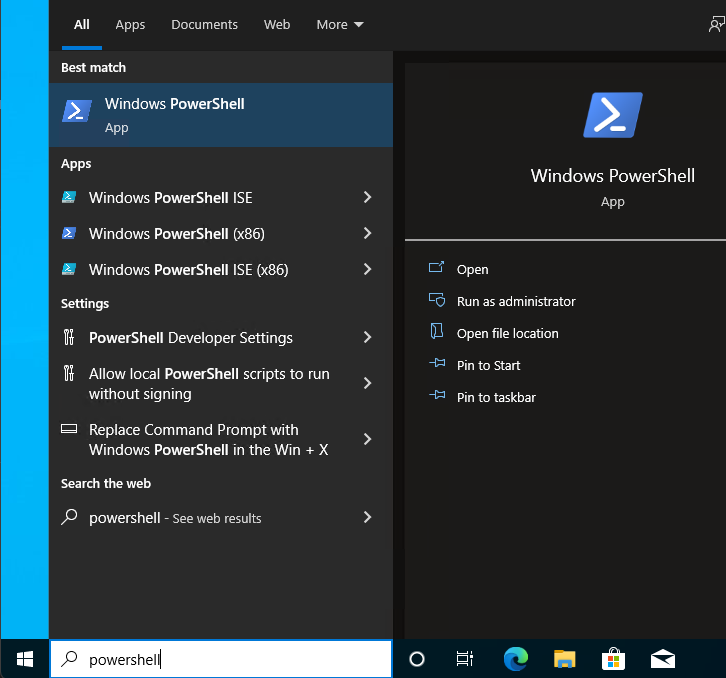 All Apps Documents Web More
Best match
Windows PowerShell
App
Apps
Windows PowerShell ISE
Windows PowerShell (x86)
Windows PowerShell ISE (x86)
Settings
PowerShell Developer Settings
Allow local PowerShell scripts to run
without signing
Replace Command Prompt with
Windows PowerShell in the Win + X
Search the web
powershell - See web results
Windows PowerShell
App
Open
Run as administrator
Open file location
Pin to Start
Pin to taskbar
powershell